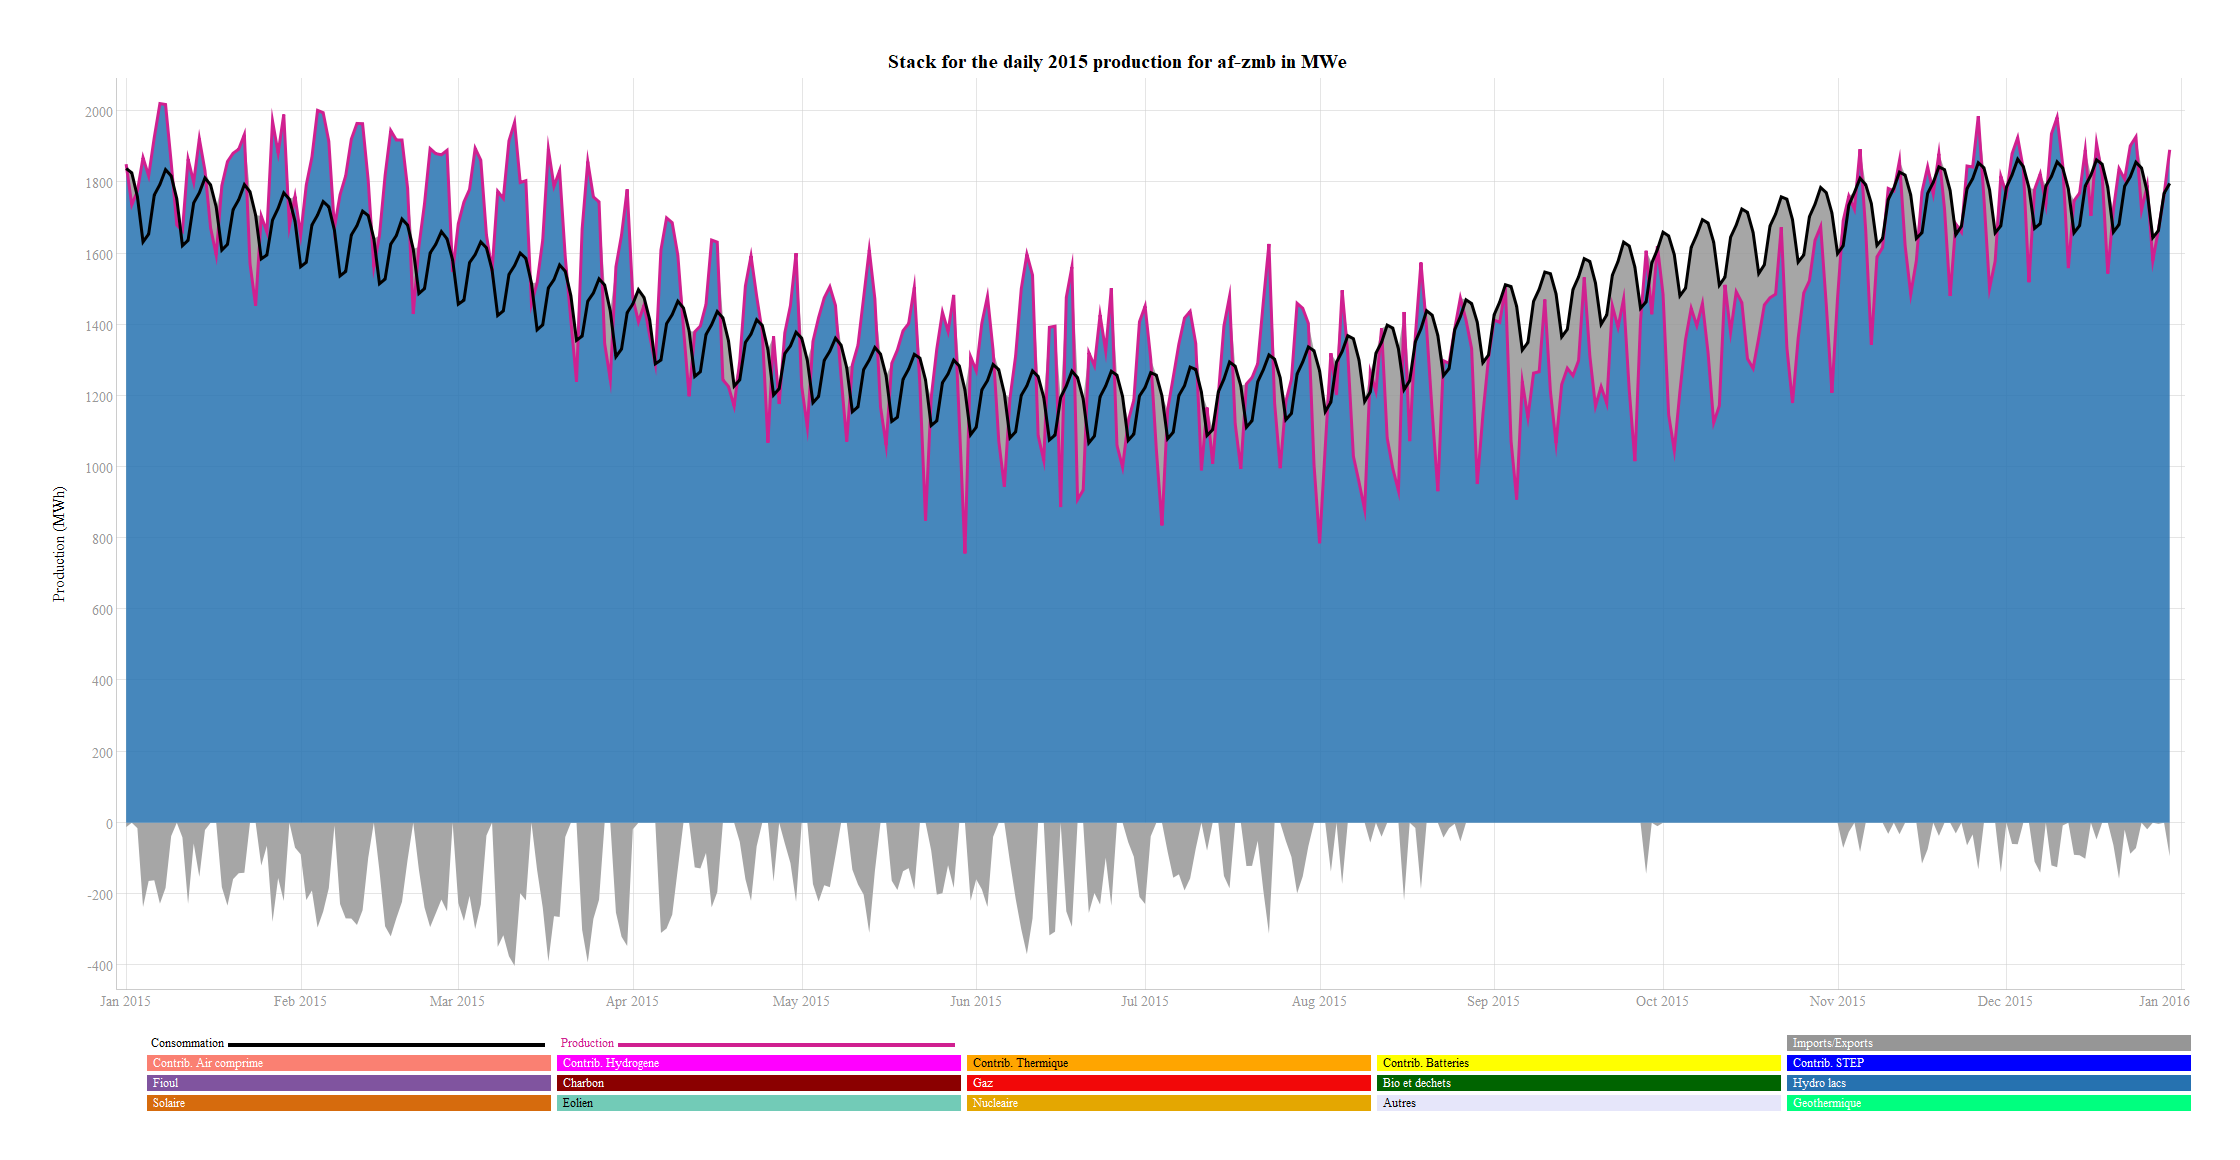 Stack for the daily 2015 production for af-zmb in MWe
Production (MWh)
2000
1800
1600
1400
1200
1000
800
600
400
200
0
-200
-400
Jan 2015 Feb 2015 Mar 2015 Apr 2015 May 2015 Jun 2015 Jul 2015 Aug 2015 Sep 2015 Oct 2015 Nov 2015 Dec 2015 Jan 2016
Consommation Production Imports/Exports
Contrib. Air comprime Contrib. Hydrogene Contrib. Thermique Contrib. Batteries Contrib. STEP
Fioul Charbon Gaz Bio et dechets Hydro lacs
Solaire Eolien Nucleaire Autres Geothermique